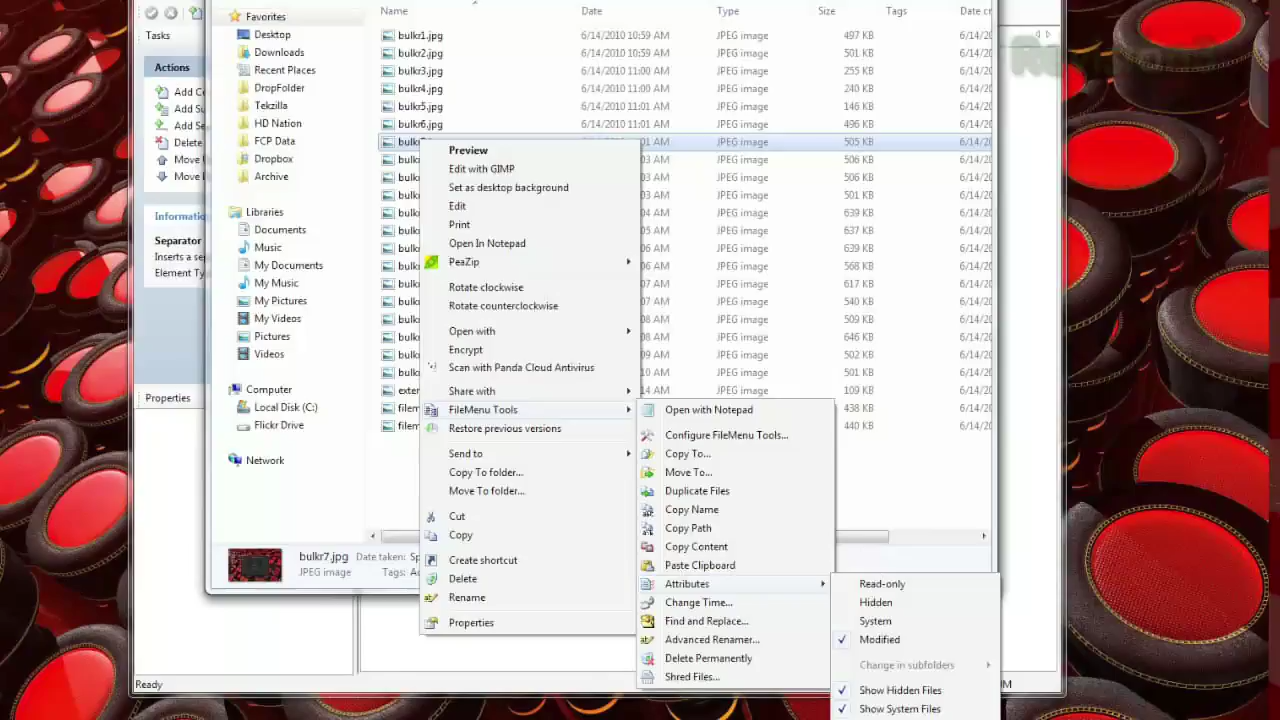 Tasks
Actions
Add Se
Delete
Move
Move
Informatio
Separator
Inserts a se
Element Ty
Properties
Ready
Favorites
Desktop
Downloads
Recent Places
DropFolder
Tekzilla
HD Nation
FCP Data
Dropbox
Archive
Libraries
Documents
Music
My Documents
My Music
My Pictures
My Videos
Pictures
Videos
Computer
Local Disk (C:)
Flickr Drive
Network
Name Date Type Size Tags Date cr
bulkr1.jpg 6/14/2010 10:59 AM JPEG image 497 KB 6/14/20
bulkr2.jpg 6/14/2010 10:59 AM JPEG image 501 KB 6/14/20
bulkr3.jpg 6/14/2010 11:00 AM JPEG image 255 KB 6/14/20
bulkr4.jpg 6/14/2010 11:00 AM JPEG image 240 KB 6/14/20
bulkr5.jpg 6/14/2010 11:01 AM JPEG image 146 KB 6/14/20
bulkr6.jpg 6/14/2010 11:01 AM JPEG image 496 KB 6/14/20
bulk 01 AM JPEG image 505 KB 6/14/20
bulk 03 AM JPEG image 506 KB 6/14/20
bulk 03 AM JPEG image 506 KB 6/14/20
bulk 03 AM JPEG image 501 KB 6/14/20
bulk 04 AM JPEG image 639 KB 6/14/20
bulk 05 AM JPEG image 637 KB 6/14/20
bulk 06 AM JPEG image 639 KB 6/14/20
bulk 06 AM JPEG image 568 KB 6/14/20
bulk 07 AM JPEG image 617 KB 6/14/20
bulk 07 AM JPEG image 540 KB 6/14/20
bulk 08 AM JPEG image 509 KB 6/14/20
bulk 08 AM JPEG image 646 KB 6/14/20
bulk 09 AM JPEG image 502 KB 6/14/20
bulk 10 AM JPEG image 501 KB 6/14/20
exter 14 AM JPEG image 109 KB 6/14/20
filem 438 KB 6/14/20
filem 440 KB 6/14/20
bulkr7.jpg Date taken: Sp
JPEG image Tags: A
Preview
Edit with GIMP
Set as desktop background
Edit
Print
Open In Notepad
PeaZip
Rotate clockwise
Rotate counterclockwise
Open with
Encrypt
Scan with Panda Cloud Antivirus
Share with
FileMenu Tools
Restore previous versions
Send to
Copy To folder...
Move To folder...
Cut
Copy
Create shortcut
Delete
Rename
Properties
Open with Notepad
Configure FileMenu Tools...
Copy To...
Move To...
Duplicate Files
Copy Name
Copy Path
Copy Content
Paste Clipboard
Attributes
Change Time...
Find and Replace...
Advanced Renamer...
Delete Permanently
Shred Files...
Read-only
Hidden
System
Modified
Change in subfolders
Show Hidden Files
Show System Files